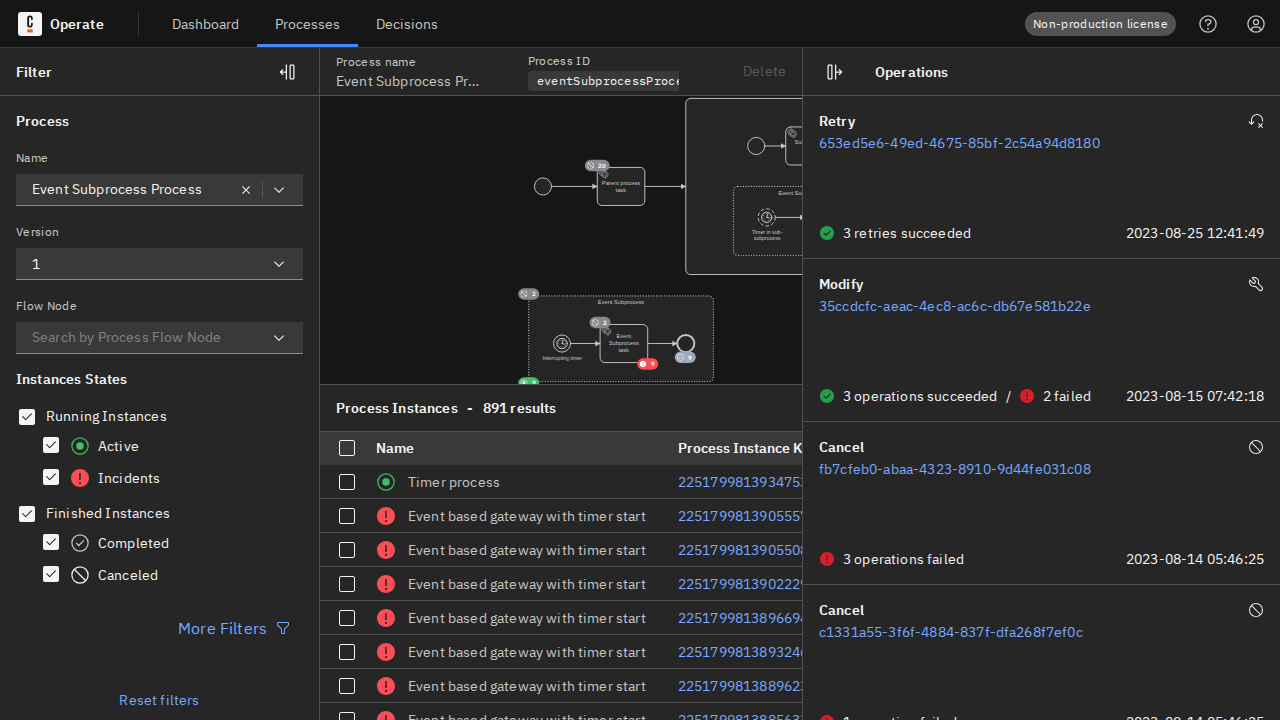 C Operate
Dashboard
Processes
Decisions
Non-production license
Filter
Process
Name
Event Subprocess Process
Version
1
Flow Node
Search by Process Flow Node
Instances States
Running Instances
Active
Incidents
Finished Instances
Completed
Canceled
More Filters
Reset filters
Process name
Event Subprocess Pr...
Process ID
eventSubprocessProce
Delete
20
Parent process
task
Timer in sub-
subprocess
2
Event Subprocess
2
Event
Subprocess
task
Interrupting timer
9
9
Process Instances - 891 results
Name
Process Instance K
Timer process
225179981393475
Event based gateway with timer start
225179981390555
Event based gateway with timer start
225179981390550
Event based gateway with timer start
225179981390222
Event based gateway with timer start
225179981389669
Event based gateway with timer start
225179981389324
Event based gateway with timer start
225179981388962
Event based gateway with timer start
Operations
Retry
653ed5e6-49ed-4675-85bf-2c54a94d8180
3 retries succeeded
2023-08-25 12:41:49
Modify
35ccdcfc-aeac-4ec8-ac6c-db67e581b22e
3 operations succeeded / 2 failed
2023-08-15 07:42:18
Cancel
fb7cfeb0-abaa-4323-8910-9d44fe031c08
3 operations failed
2023-08-14 05:46:25
Cancel
c1331a55-3f6f-4884-837f-dfa268f7ef0c